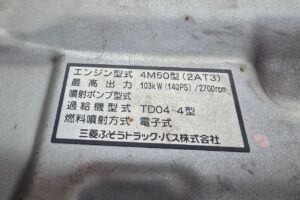 エンジン型式 4M50型(2AT3)
最高出力 103kW(140PS)/2700rpm
噴射ポンプ型式
過給機型式 TD04-4型
燃料噴射方式 電子式
三菱ふそうトラック・バス株式会社